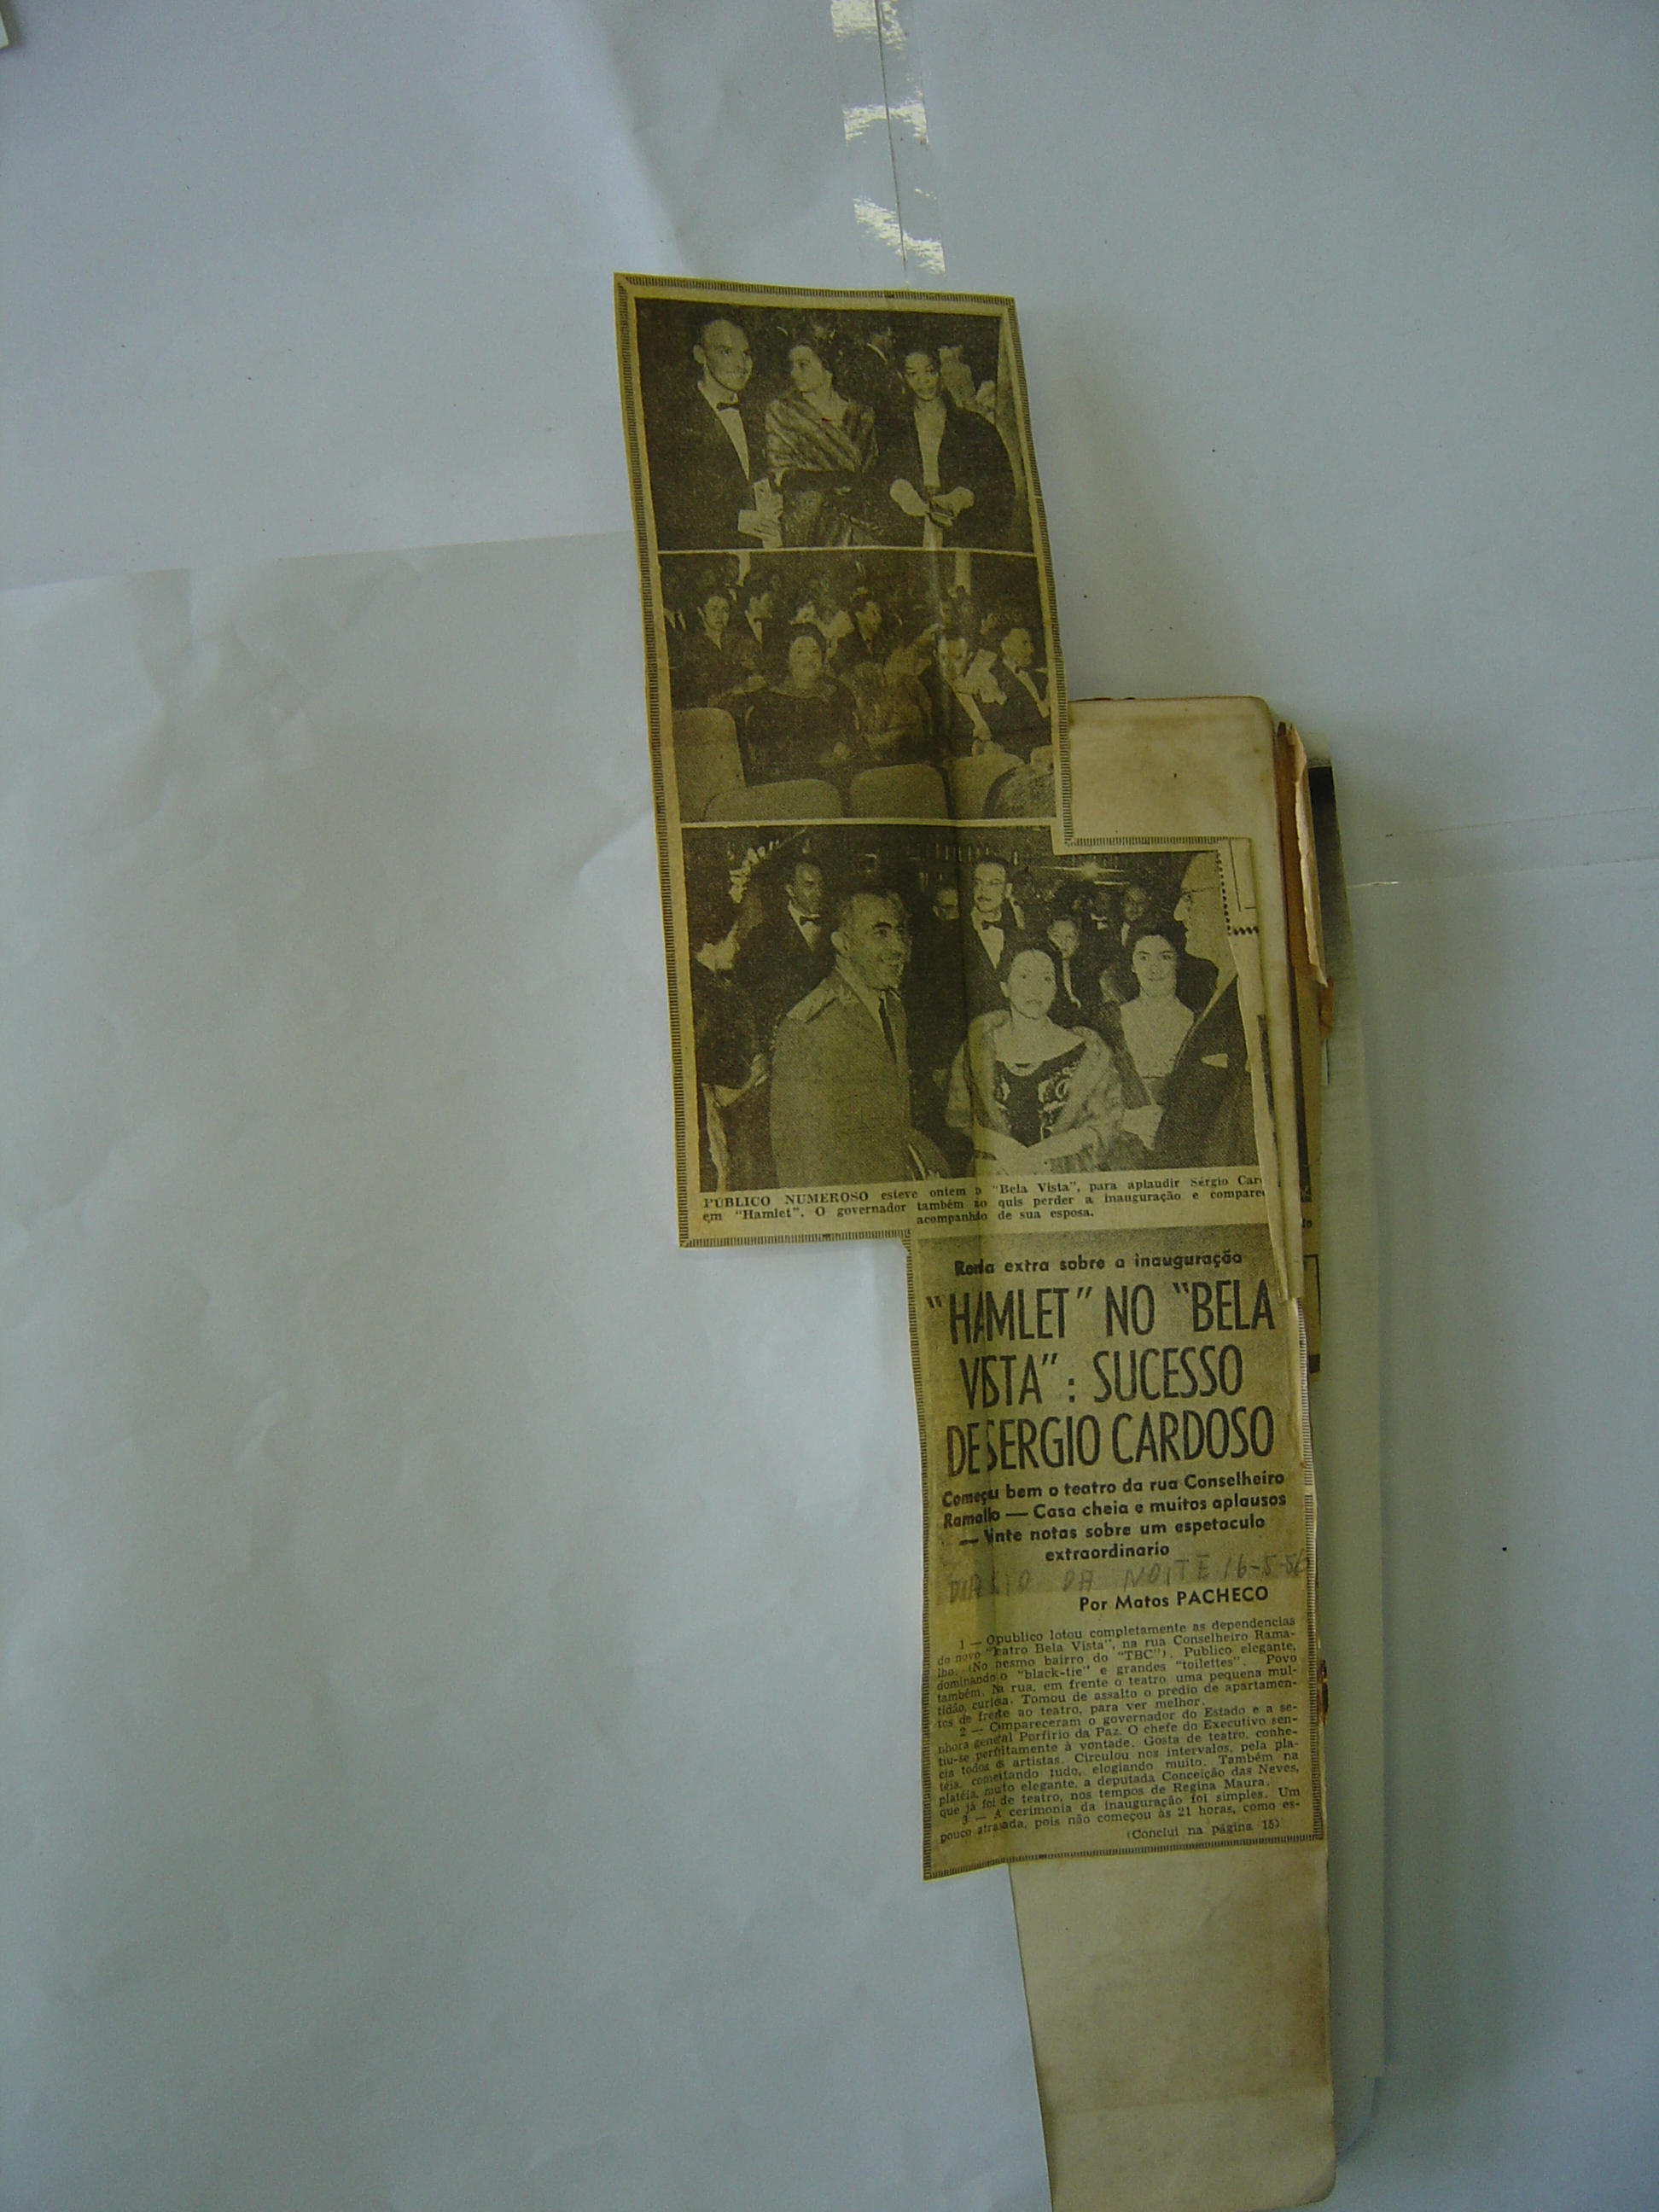 PÚBLICO NUMEROSO esteve ontem o "Bela Vista", para aplaudir Sérgio Car
em "Hamlet". O governador também ão quis perder a inauguração e compare
acompanhdo de sua esposa.
Roda extra sobre a inauguração
"HAMLET" NO "BELA
VISTA": SUCESSO
DE SERGIO CARDOSO
Começu bem o teatro da rua Conselheiro
Ramalho — Casa cheia e muitos aplausos
— Vinte notas sobre um espetaculo
extraordinario
DIARIO DA NOITE 16-5-56
Por Matos PACHECO
1 — O publico lotou completamente as dependencias
do novo "Teatro Bela Vista", na rua Conselheiro Rama-
lho. (No mesmo bairro do "TBC"). Publico elegante,
dominando o "black-tie" e grandes "toilettes". Povo
também. Na rua, em frente o teatro, uma pequena mul-
tidão, curiosa. Tomou de assalto o predio de apartamen-
tos de frente ao teatro, para ver melhor.
2 — Compareceram o governador do Estado e a se-
nhora general Porfirio da Paz. O chefe do Executivo sen-
tiu-se perfeitamente à vontade. Gosta de teatro, conhe-
cia todos os artistas. Circulou nos intervalos, pela pla-
téia, comentando tudo, elogiando muito. Também na
platéia, muito elegante, a deputada Conceição das Neves,
que já foi de teatro, nos tempos de Regina Maura.
3 — A cerimonia da inauguração foi simples. Um
pouco atrasada, pois não começou às 21 horas, como es-
(Conclui na página 15)